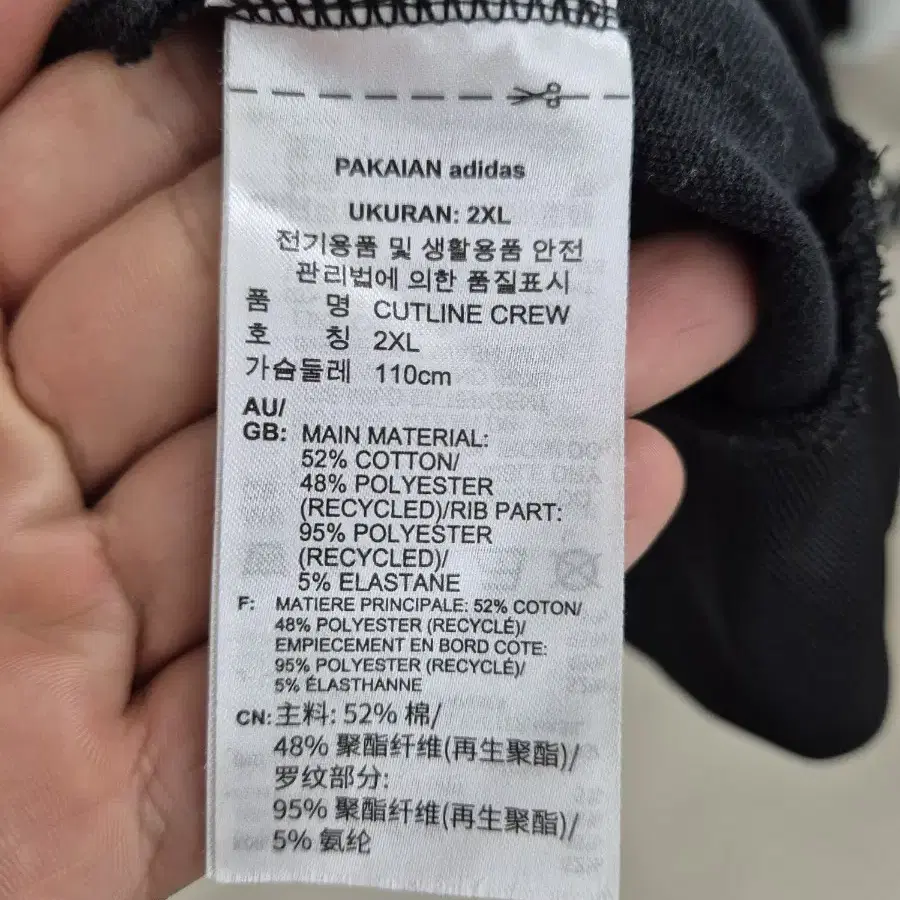 PAKAIAN adidas
UKURAN: 2XL
전기용품 및 생활용품 안전
관리법에 의한 품질표시
품 명 CUTLINE CREW
호 칭 2XL
가슴둘레 110cm
AU/
GB: MAIN MATERIAL:
52% COTTON/
48% POLYESTER
(RECYCLED)/RIB PART:
95% POLYESTER
(RECYCLED)/
5% ELASTANE
F: MATIERE PRINCIPALE: 52% COTON/
48% POLYESTER (RECYCLÉ)/
EMPIECEMENT EN BORD COTE:
95% POLYESTER (RECYCLÉ)/
5% ÉLASTHANNE
CN: 主料: 52% 棉/
48% 聚酯纤维(再生聚酯)/
罗纹部分:
95% 聚酯纤维(再生聚酯)/
5% 氨纶